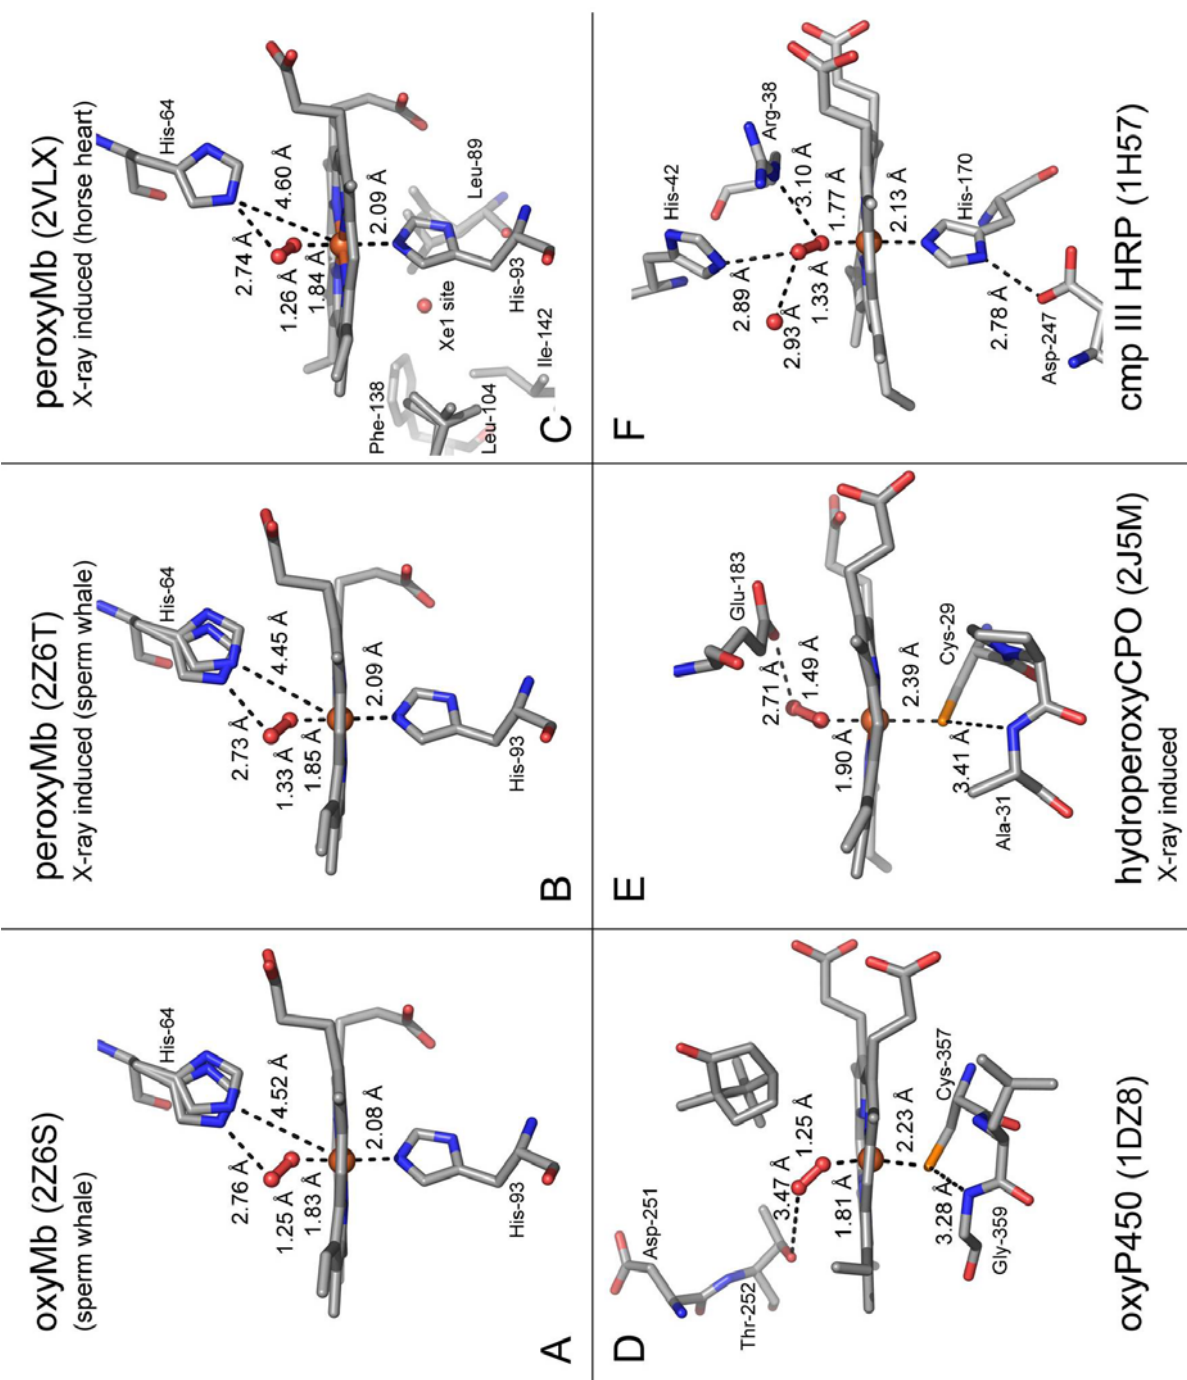 oxyMb (2Z6S)
(sperm whale)
His-64
2.76 Å
4.52 Å
1.25 Å
1.83 Å
2.08 Å
His-93
A
peroxyMb (2Z6T)
X-ray induced (sperm whale)
His-64
2.73 Å
4.45 Å
1.33 Å
1.85 Å
2.09 Å
His-93
B
peroxyMb (2VLX)
X-ray induced (horse heart)
His-64
2.74 Å
4.60 Å
1.26 Å
1.84 Å
2.09 Å
Leu-89
Xe1 site
His-93
Phe-138
Leu-104
Ile-142
C
D
Asp-251
Thr-252
3.47 Å
1.25 Å
1.81 Å
2.23 Å
Cys-357
3.28 Å
Gly-359
oxyP450 (1DZ8)
E
Glu-183
2.71 Å
1.49 Å
1.90 Å
2.39 Å
Cys-29
3.41 Å
Ala-31
hydroperoxyCPO (2J5M)
X-ray induced
F
His-42
Arg-38
2.89 Å
3.10 Å
2.93 Å
1.33 Å
1.77 Å
2.13 Å
His-170
2.78 Å
Asp-247
cmp III HRP (1H57)